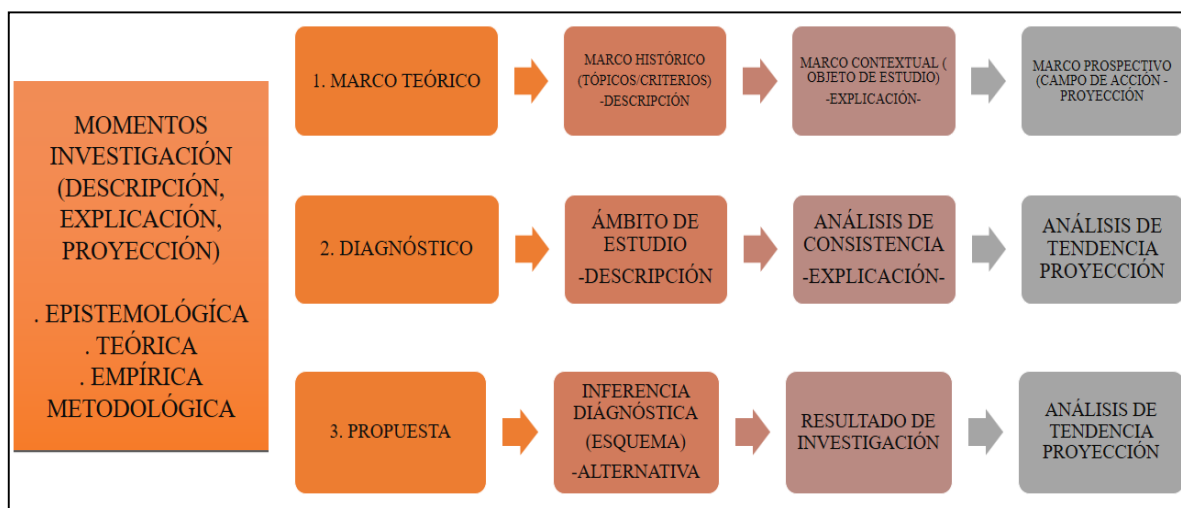 MOMENTOS
INVESTIGACIÓN
(DESCRIPCIÓN,
EXPLICACIÓN,
PROYECCIÓN)
. EPISTEMOLÓGÍCA
. TEÓRICA
. EMPÍRICA
METODOLÓGICA
1. MARCO TEÓRICO
MARCO HISTÓRICO
(TÓPICOS/CRITERIOS)
-DESCRIPCIÓN
MARCO CONTEXTUAL (
OBJETO DE ESTUDIO)
-EXPLICACIÓN-
MARCO PROSPECTIVO
(CAMPO DE ACCIÓN -
PROYECCIÓN
2. DIAGNÓSTICO
ÁMBITO DE
ESTUDIO
-DESCRIPCIÓN
ANÁLISIS DE
CONSISTENCIA
-EXPLICACIÓN-
ANÁLISIS DE
TENDENCIA
PROYECCIÓN
3. PROPUESTA
INFERENCIA
DIÁGNÓSTICA
(ESQUEMA)
-ALTERNATIVA
RESULTADO DE
INVESTIGACIÓN
ANÁLISIS DE
TENDENCIA
PROYECCIÓN